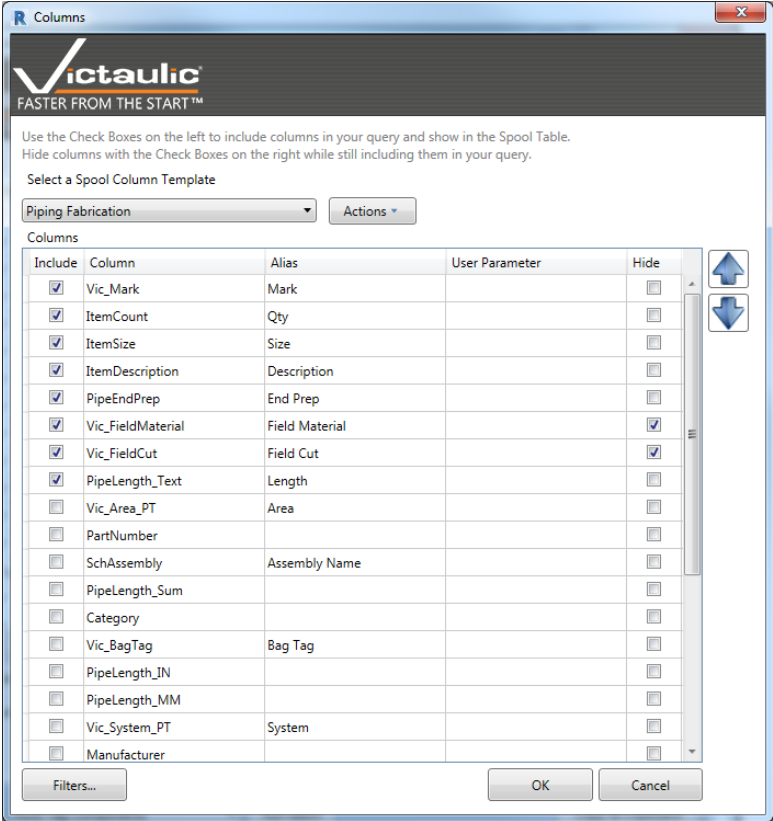 Columns
Victaulic
FASTER FROM THE START™
Use the Check Boxes on the left to include columns in your query and show in the Spool Table.
Hide columns with the Check Boxes on the right while still including them in your query.
Select a Spool Column Template
Piping Fabrication Actions
Columns
Include Column Alias User Parameter Hide
Vic_Mark Mark
ItemCount Qty
ItemSize Size
ItemDescription Description
PipeEndPrep End Prep
Vic_FieldMaterial Field Material
Vic_FieldCut Field Cut
PipeLength_Text Length
Vic_Area_PT Area
PartNumber
SchAssembly Assembly Name
PipeLength_Sum
Category
Vic_BagTag Bag Tag
PipeLength_IN
PipeLength_MM
Vic_System_PT System
Manufacturer
Filters... OK Cancel